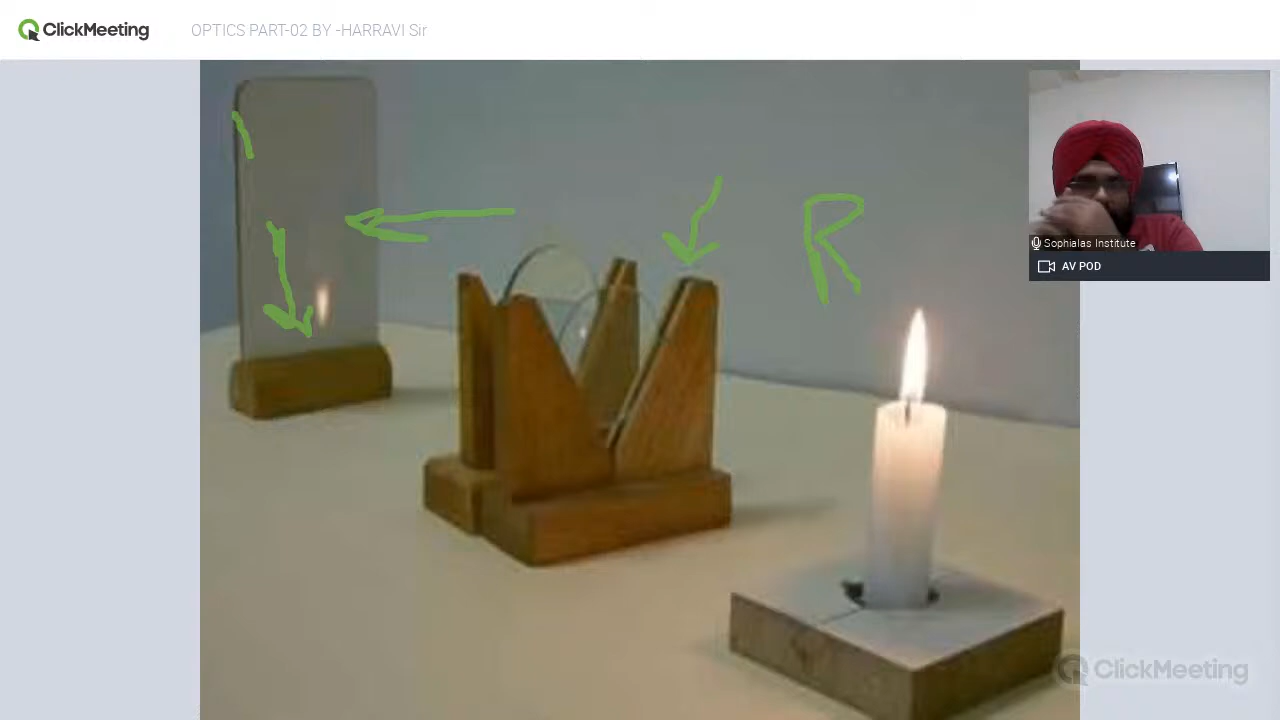 ClickMeeting
OPTICS PART-02 BY -HARRAVI Sir
R
Sophialas Institute
AV POD
ClickMeeting